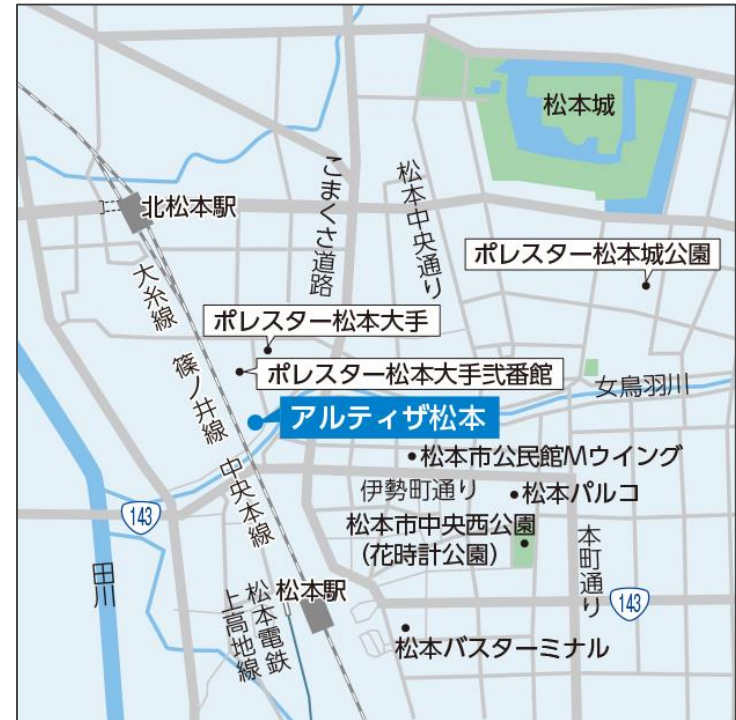 松本城
北松本駅
こまくさ道路
松本中央通り
ポレスター松本城公園
大糸線
ポレスター松本大手
ポレスター松本大手弐番館
篠ノ井線
女鳥羽川
アルティザ松本
中央本線
松本市公民館Mウイング
伊勢町通り
松本パルコ
143
松本市中央西公園
(花時計公園)
本町通り
田川
松本駅
143
松本電鉄
上高地線
松本バスターミナル